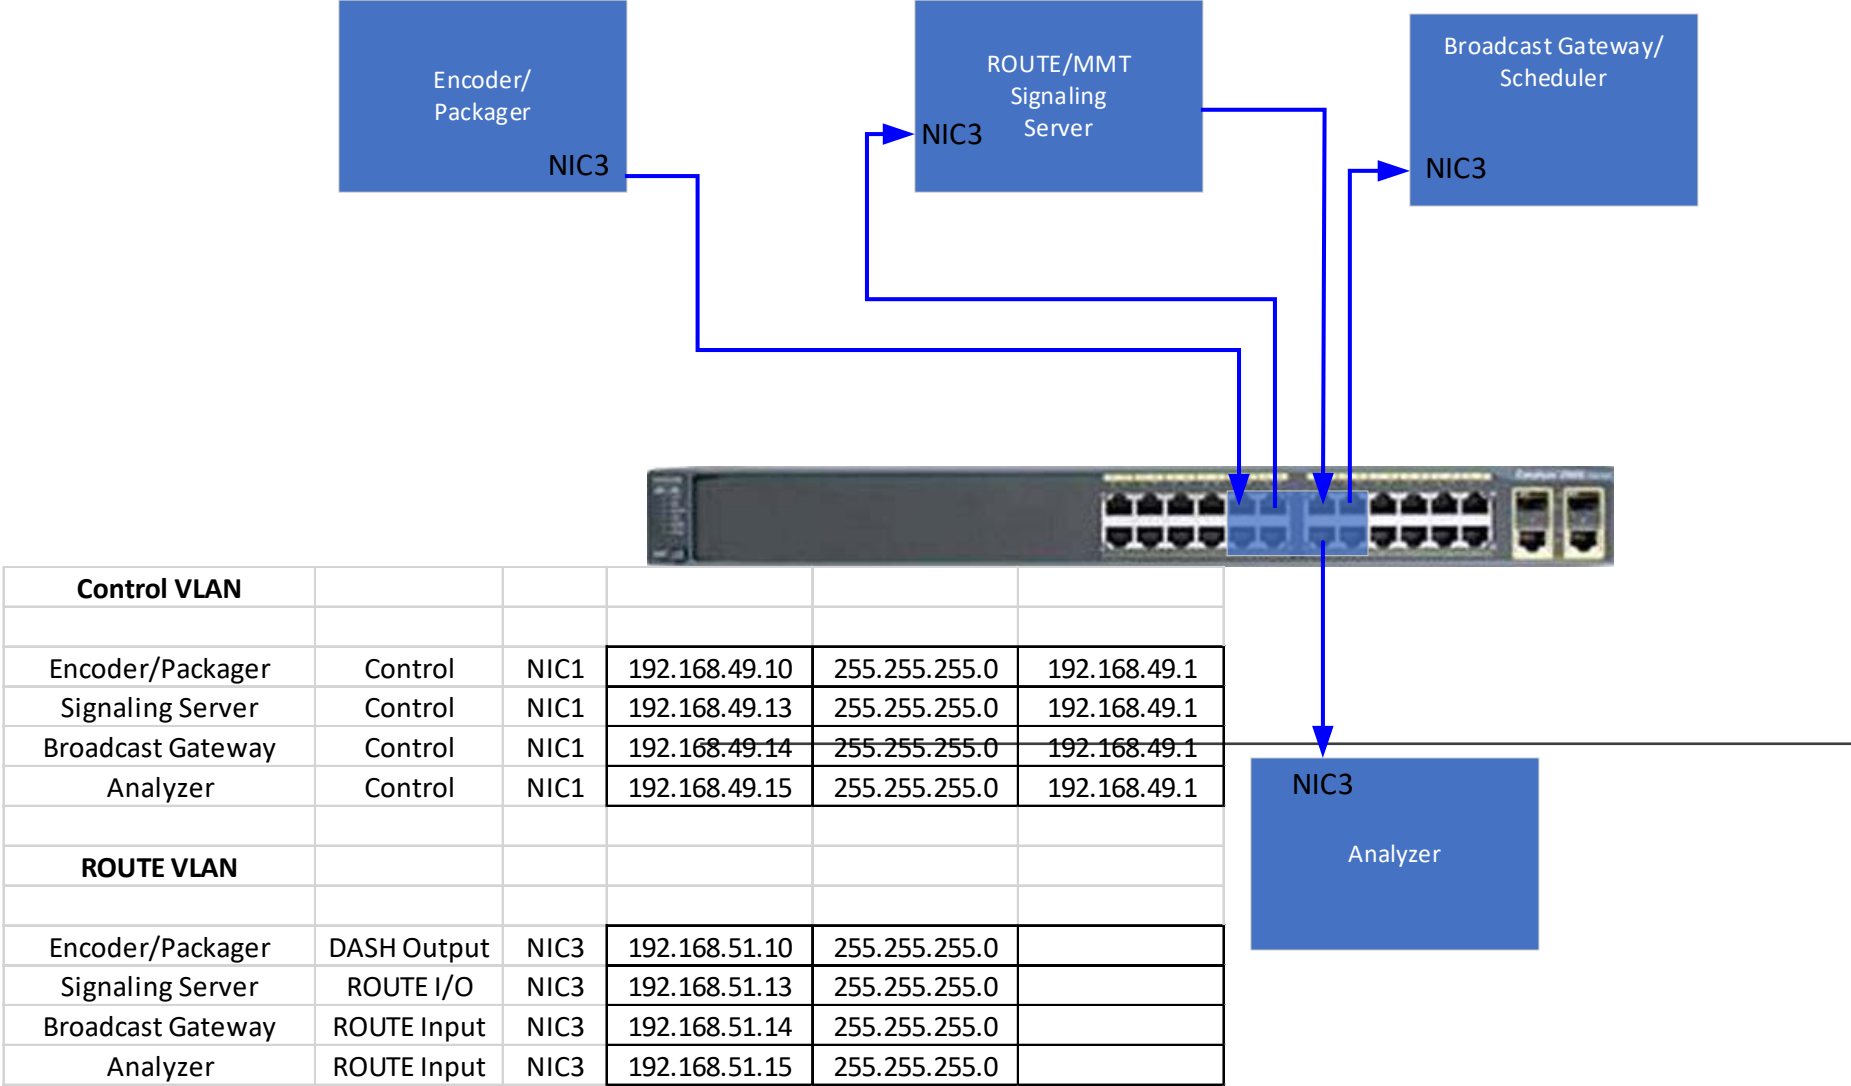 Encoder/
Packager
NIC3
ROUTE/MMT
Signaling
Server
NIC3
Broadcast Gateway/
Scheduler
NIC3
Control VLAN
Encoder/Packager Control NIC1 192.168.49.10 255.255.255.0 192.168.49.1
Signaling Server Control NIC1 192.168.49.13 255.255.255.0 192.168.49.1
Broadcast Gateway Control NIC1 192.168.49.14 255.255.255.0 192.168.49.1
Analyzer Control NIC1 192.168.49.15 255.255.255.0 192.168.49.1
ROUTE VLAN
Encoder/Packager DASH Output NIC3 192.168.51.10 255.255.255.0
Signaling Server ROUTE I/O NIC3 192.168.51.13 255.255.255.0
Broadcast Gateway ROUTE Input NIC3 192.168.51.14 255.255.255.0
Analyzer ROUTE Input NIC3 192.168.51.15 255.255.255.0
NIC3
Analyzer